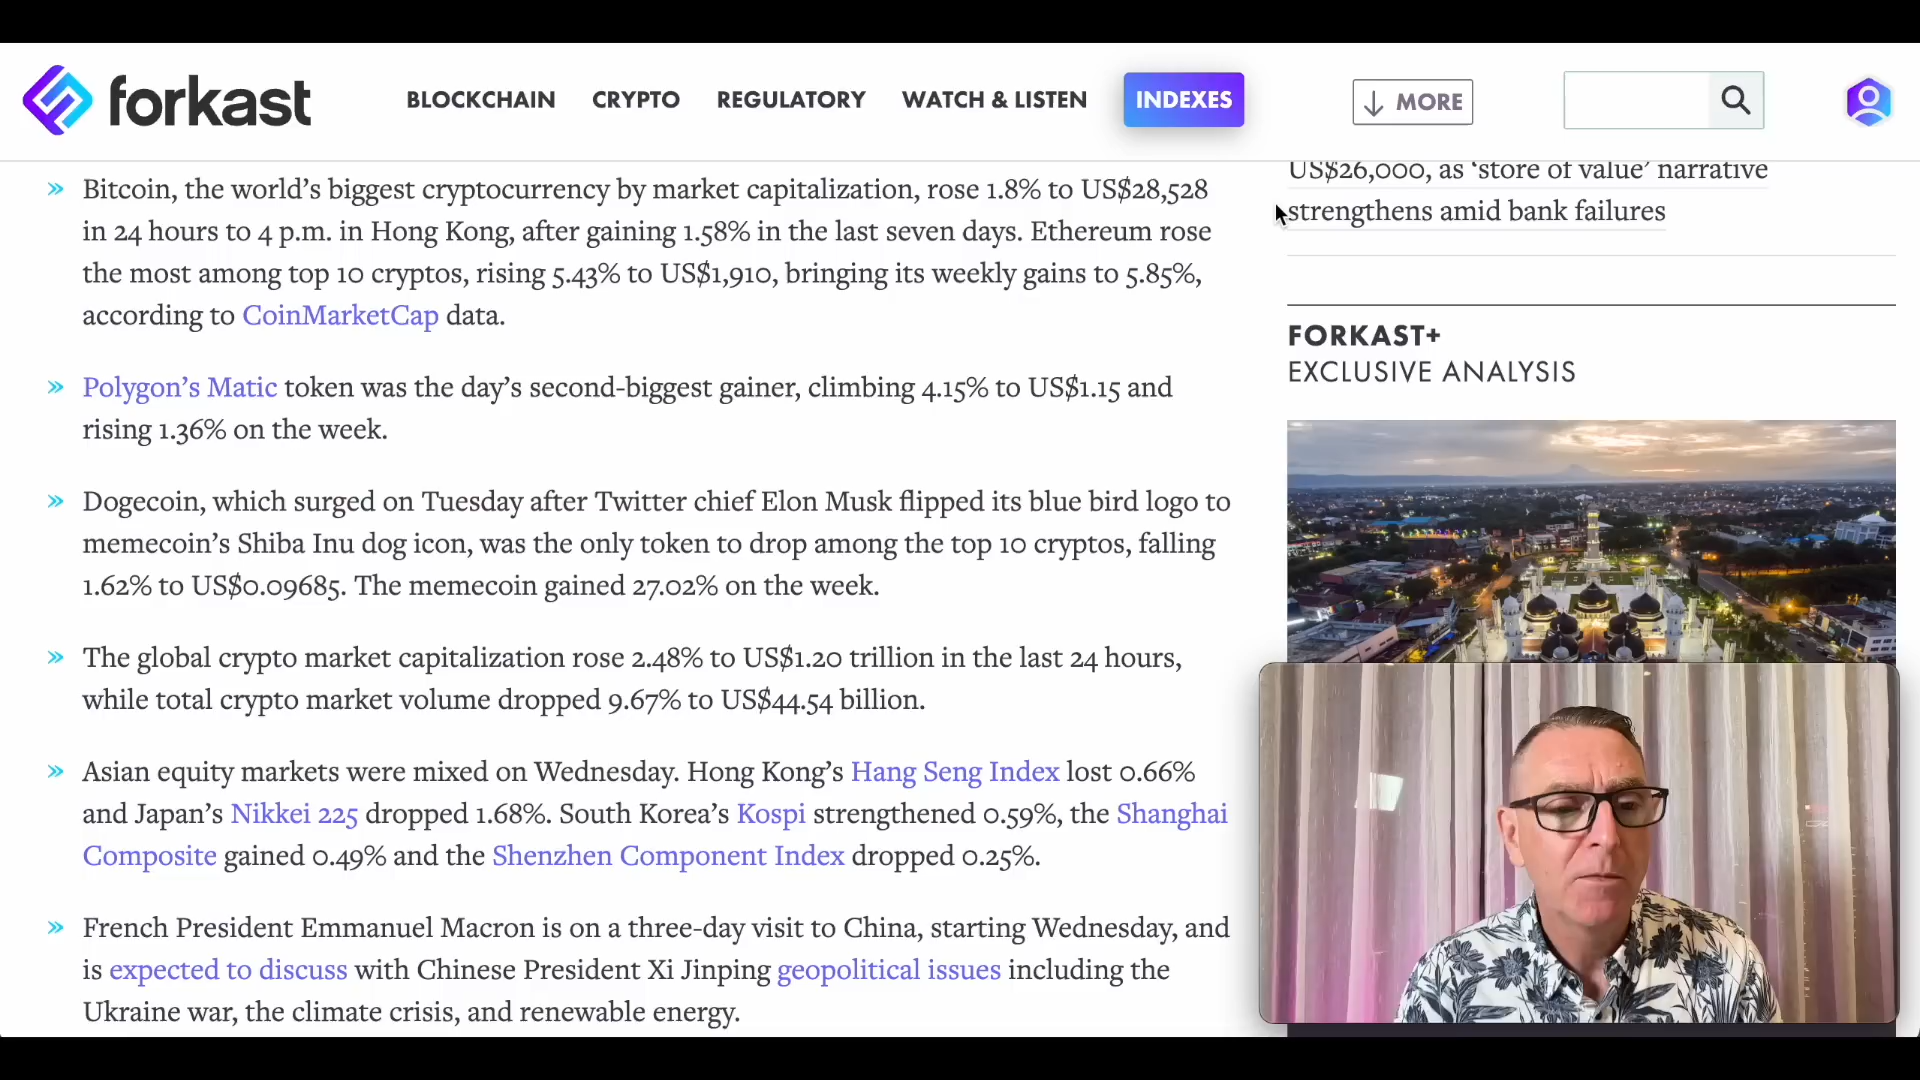 forkast
BLOCKCHAIN
CRYPTO
REGULATORY
WATCH & LISTEN
INDEXES
MORE
» Bitcoin, the world’s biggest cryptocurrency by market capitalization, rose 1.8% to US$28,528
in 24 hours to 4 p.m. in Hong Kong, after gaining 1.58% in the last seven days. Ethereum rose
the most among top 10 cryptos, rising 5.43% to US$1,910, bringing its weekly gains to 5.85%,
according to CoinMarketCap data.
» Polygon’s Matic token was the day’s second-biggest gainer, climbing 4.15% to US$1.15 and
rising 1.36% on the week.
» Dogecoin, which surged on Tuesday after Twitter chief Elon Musk flipped its blue bird logo to
memecoin’s Shiba Inu dog icon, was the only token to drop among the top 10 cryptos, falling
1.62% to US$0.09685. The memecoin gained 27.02% on the week.
» The global crypto market capitalization rose 2.48% to US$1.20 trillion in the last 24 hours,
while total crypto market volume dropped 9.67% to US$44.54 billion.
» Asian equity markets were mixed on Wednesday. Hong Kong’s Hang Seng Index lost 0.66%
and Japan’s Nikkei 225 dropped 1.68%. South Korea’s Kospi strengthened 0.59%, the Shanghai
Composite gained 0.49% and the Shenzhen Component Index dropped 0.25%.
» French President Emmanuel Macron is on a three-day visit to China, starting Wednesday, and
is expected to discuss with Chinese President Xi Jinping geopolitical issues including the
Ukraine war, the climate crisis, and renewable energy.
US$26,000, as ‘store of value’ narrative
strengthens amid bank failures
FORKAST+
EXCLUSIVE ANALYSIS